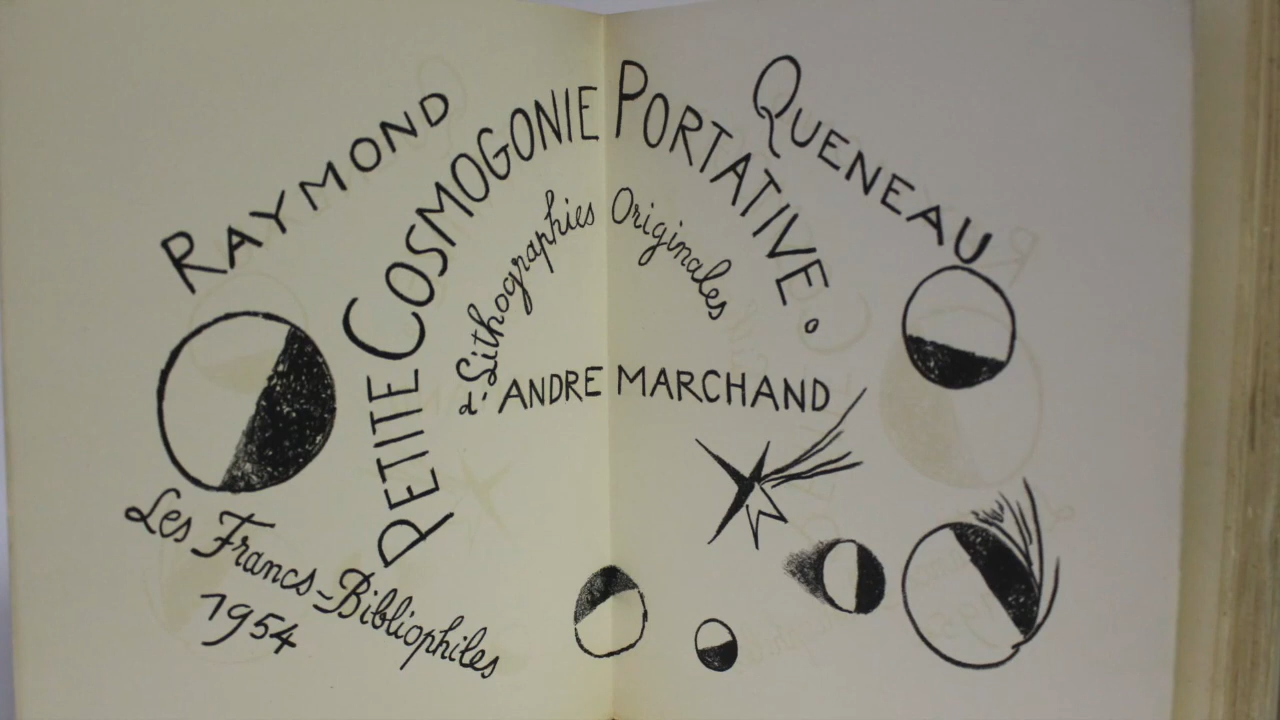 RAYMOND QUENEAU
PETITE COSMOGONIE PORTATIVE.
d'Lithographies Originales
ANDRE MARCHAND
Les Francs-Bibliophiles
1954